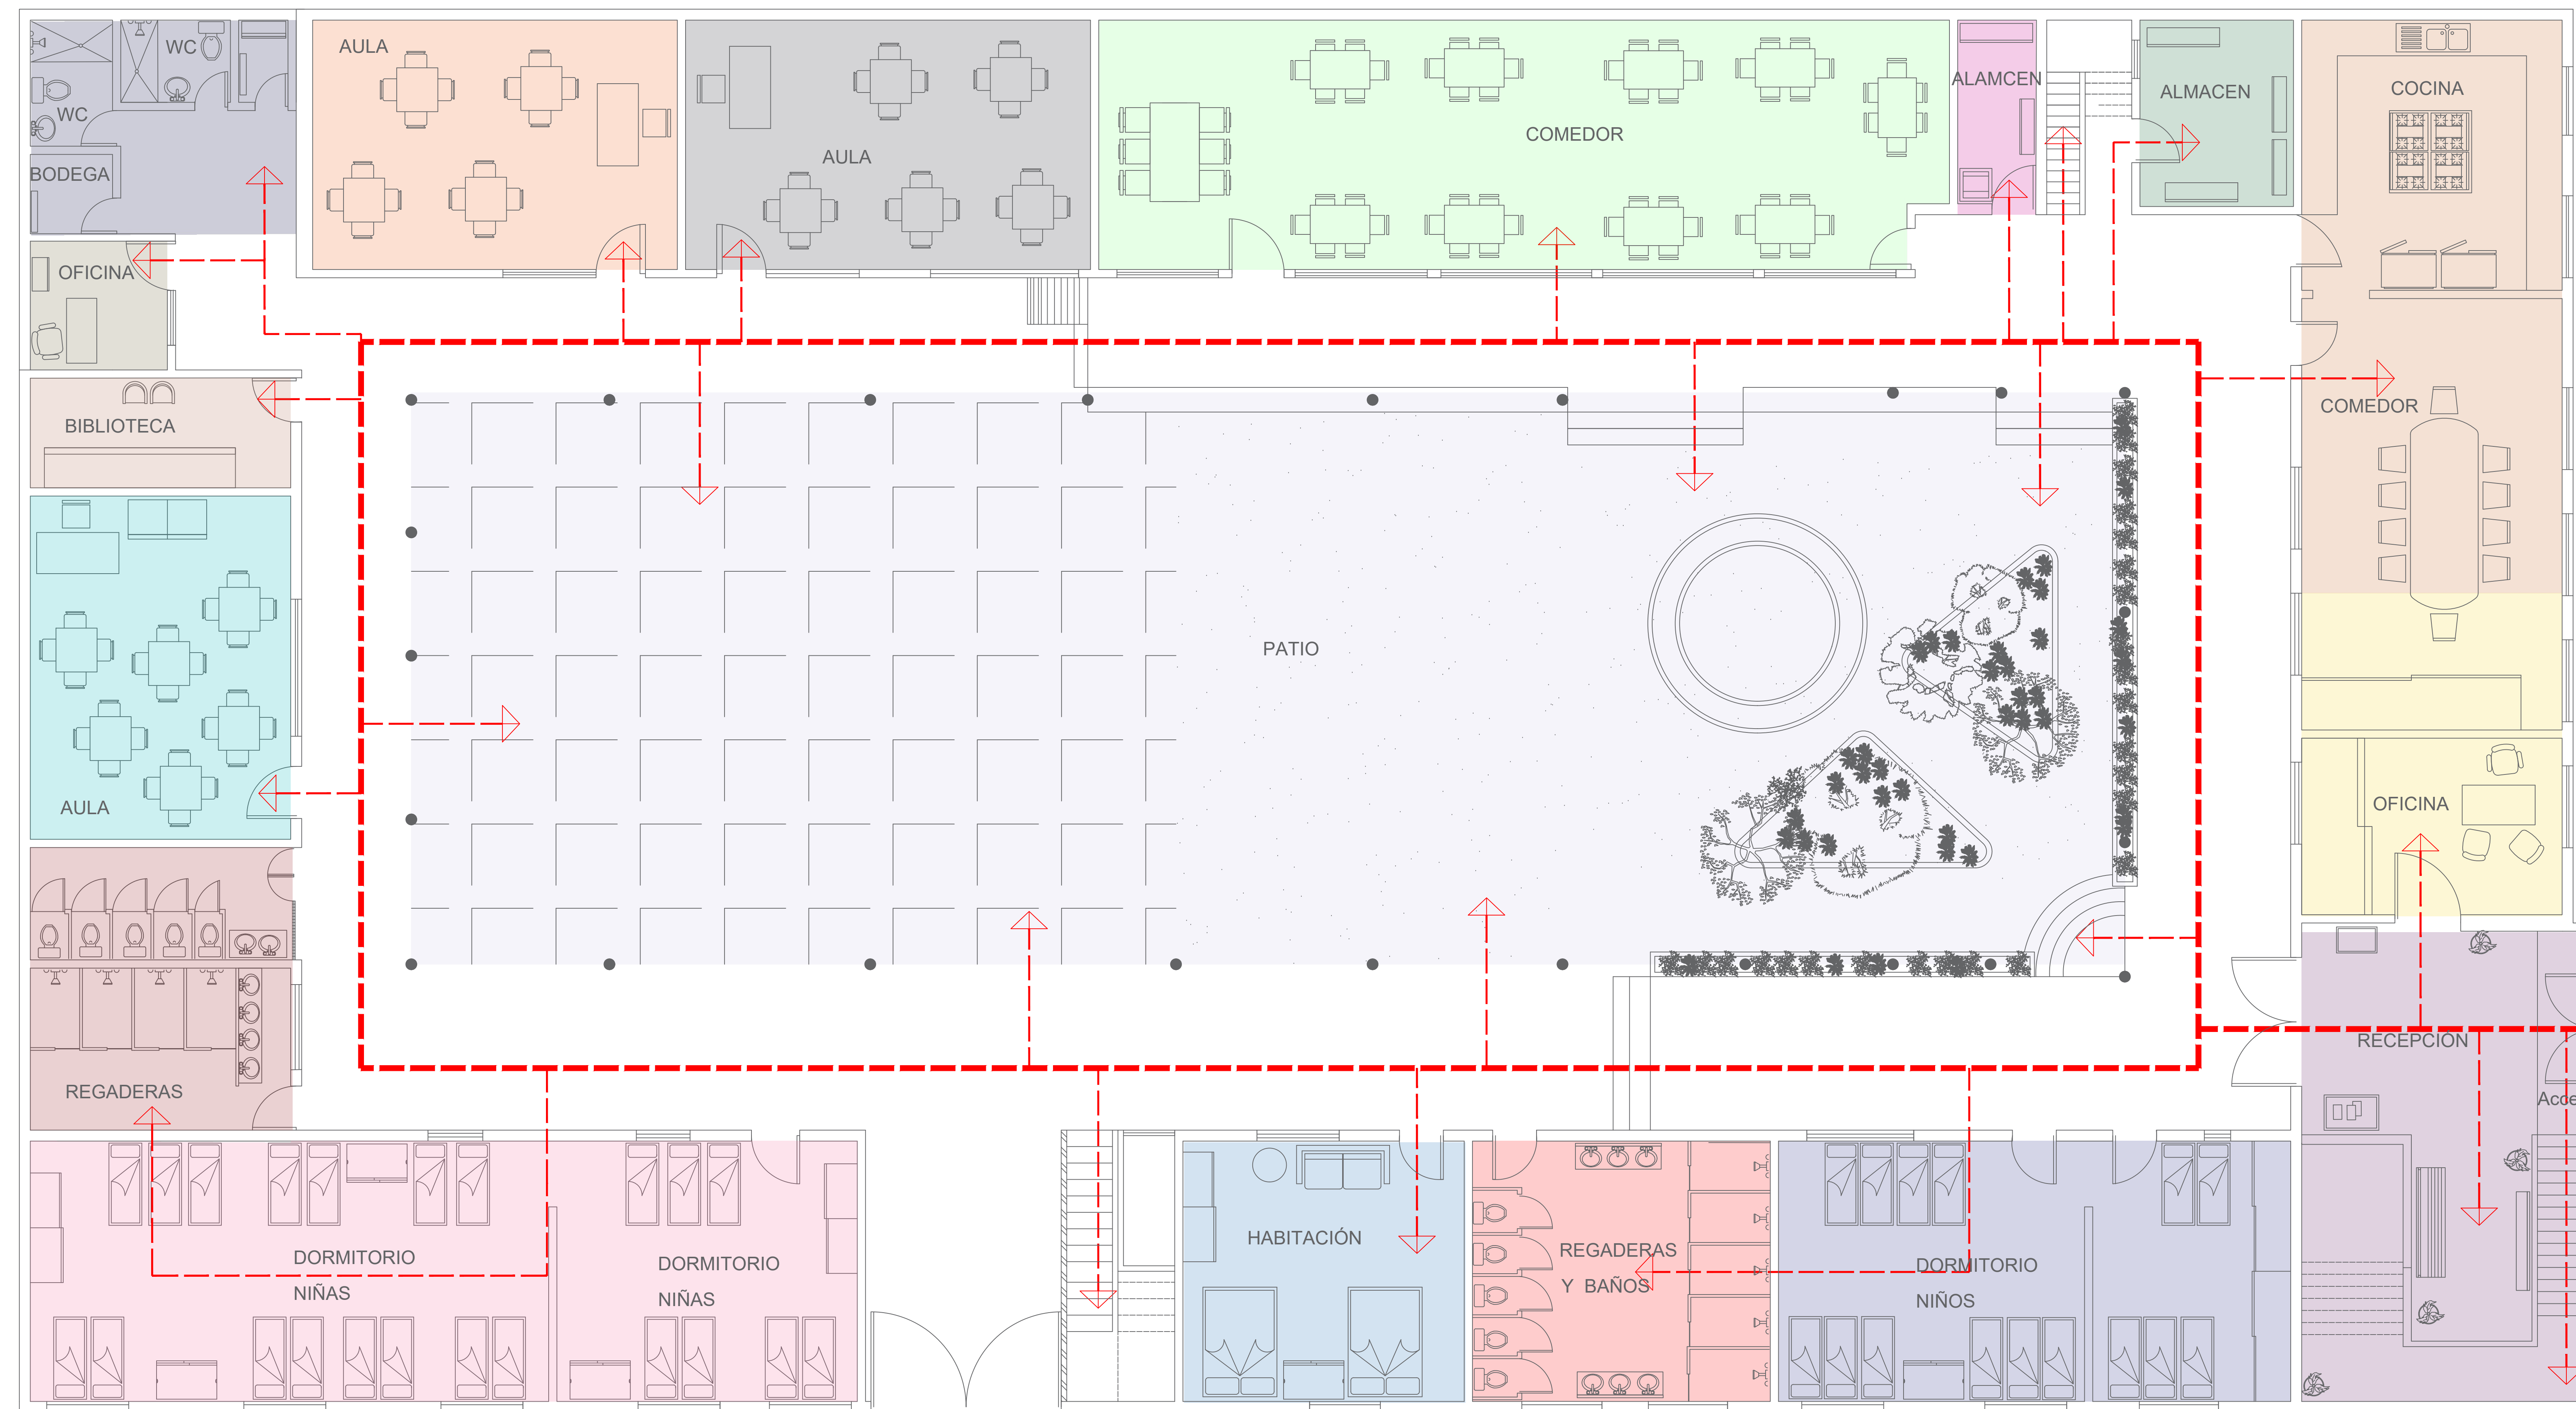 WC
WC
BODEGA
AULA
AULA
COMEDOR
ALAMCEN
ALMACEN
COCINA
OFICINA
BIBLIOTECA
COMEDOR
PATIO
AULA
OFICINA
REGADERAS
RECEPCIÓN
DORMITORIO
NIÑAS
DORMITORIO
NIÑAS
HABITACIÓN
REGADERAS
Y BAÑOS
DORMITORIO
NIÑOS